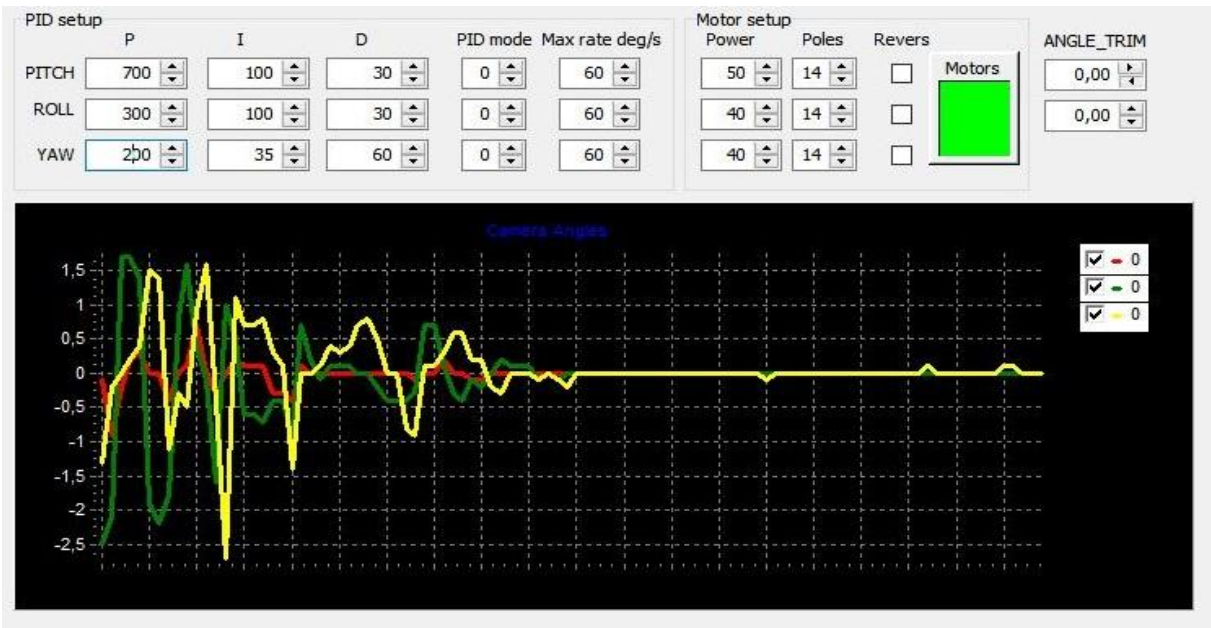 PID setup
P I D PID mode Max rate deg/s
PITCH 700 100 30 0 60
ROLL 300 100 30 0 60
YAW 200 35 60 0 60
Motor setup
Power Poles Revers
50 14
40 14
40 14
Motors
ANGLE_TRIM
0,00
0,00
Camera Angles
1,5
1
0,5
0
-0,5
-1
-1,5
-2
-2,5
0
0
0